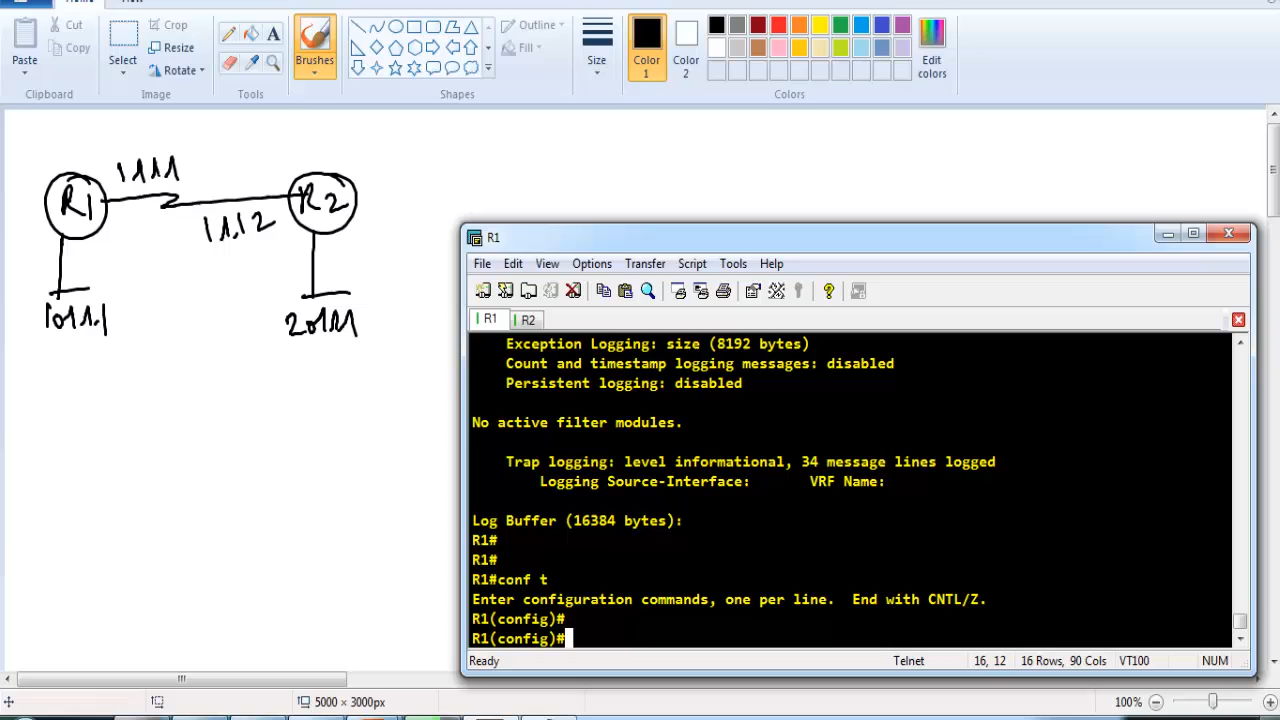 Paste
Cut
Copy
Clipboard
Select
Crop
Resize
Rotate
Image
A
Tools
Brushes
Outline
Fill
Shapes
Size
Color
1
Color
2
Edit
colors
Colors
R1
1.1.1.1
1.1.1.2
R2
10.1.1.1
20.1.1.1
R1
File Edit View Options Transfer Script Tools Help
R1
R2
Exception Logging: size (8192 bytes)
Count and timestamp logging messages: disabled
Persistent logging: disabled
No active filter modules.
Trap logging: level informational, 34 message lines logged
Logging Source-Interface: VRF Name:
Log Buffer (16384 bytes):
R1#
R1#
R1#conf t
Enter configuration commands, one per line. End with CNTL/Z.
R1(config)#
R1(config)#
Ready
Telnet
16, 12
16 Rows, 90 Cols
VT100
NUM
5000 × 3000px
100%